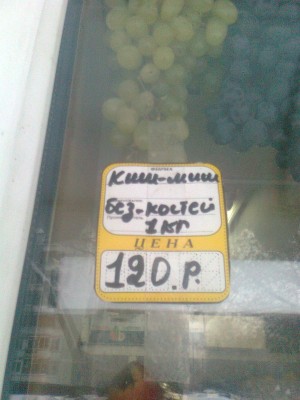 Киш-миш
без-костей
1 кг
ЦЕНА
120.р.